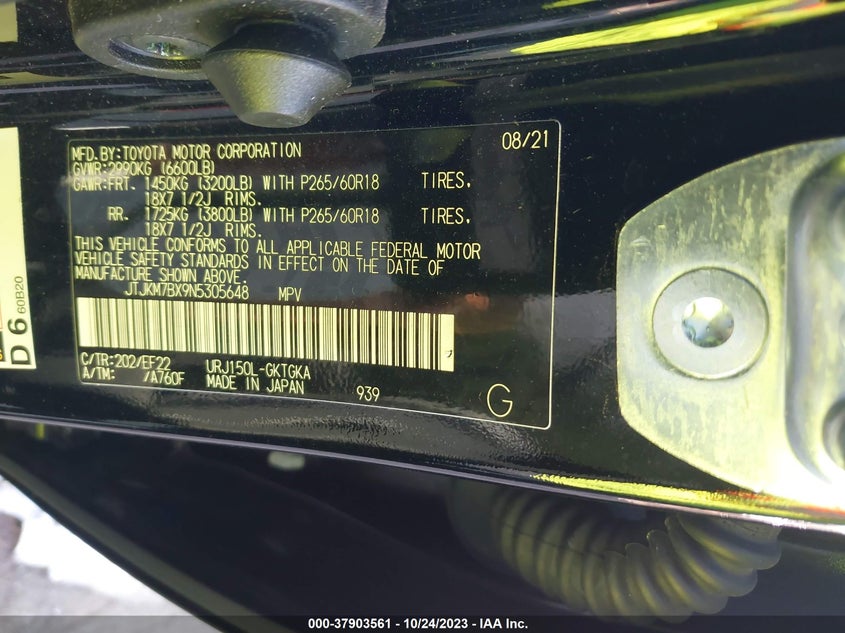 MFD.BY:TOYOTA MOTOR CORPORATION 08/21
GVWR:2990KG (6600LB)
GAWR:FRT. 1450KG (3200LB) WITH P265/60R18 TIRES,
18X7 1/2J RIMS.
RR. 1725KG (3800LB) WITH P265/60R18 TIRES,
18X7 1/2J RIMS.
THIS VEHICLE CONFORMS TO ALL APPLICABLE FEDERAL MOTOR
VEHICLE SAFETY STANDARDS IN EFFECT ON THE DATE OF
MANUFACTURE SHOWN ABOVE.
JTJKM7BX9N5305648 MPV
C/TR:202/EF22 URJ150L-GKTGKA
A/TM: /A760F MADE IN JAPAN 939 G
D 6 60B20
000-37903561 / 10/24/2023 - IAA Inc.